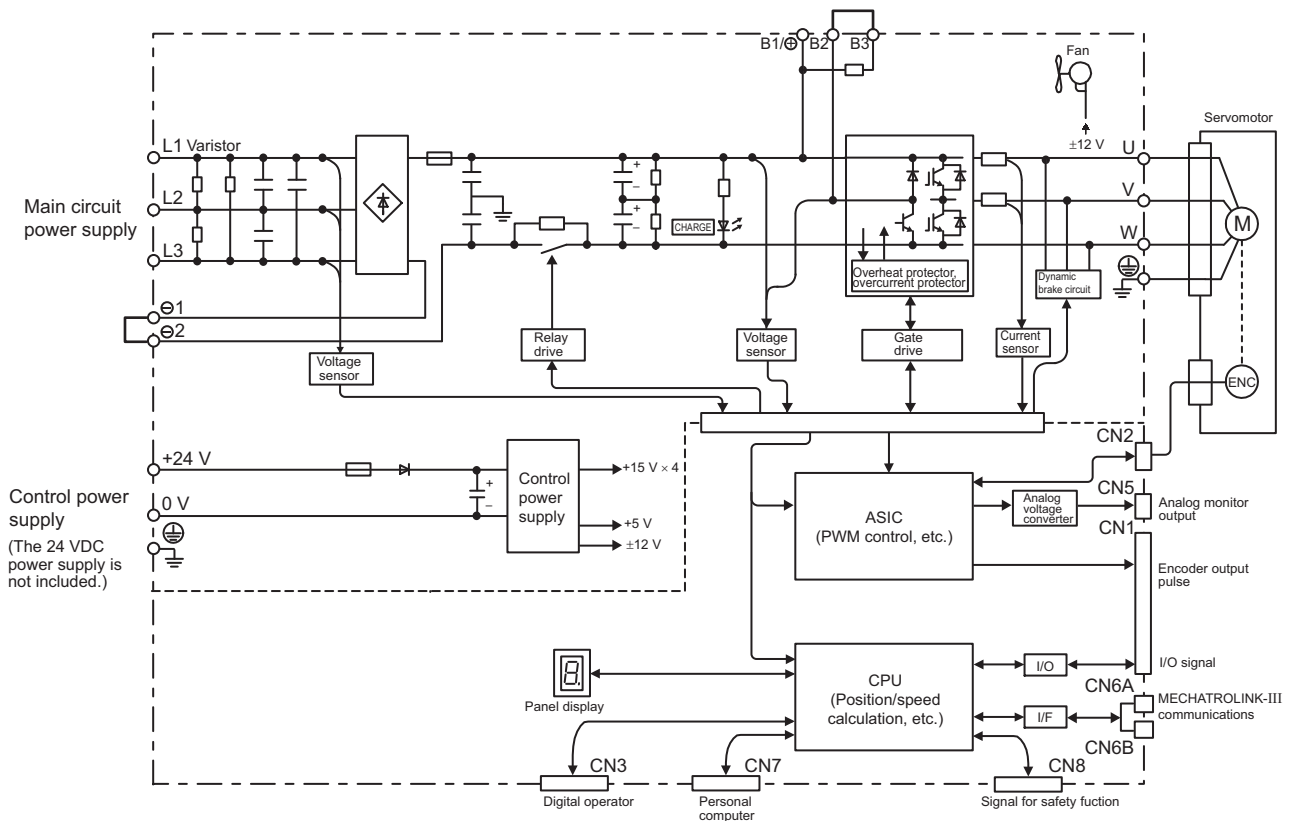 B1/⊕ B2 B3
Fan
±12 V
Servomotor
L1 Varistor
L2
L3
Main circuit
power supply
⊖1
⊖2
CHARGE
Overheat protector,
overcurrent protector
U
V
W
M
Dynamic
brake circuit
Voltage
sensor
Relay
drive
Voltage
sensor
Gate
drive
Current
sensor
ENC
+24 V
0 V
Control power
supply
(The 24 VDC
power supply is
not included.)
+
–
+
–
+
–
Control
power
supply
+15 V × 4
+5 V
±12 V
ASIC
(PWM control, etc.)
Analog
voltage
converter
CN2
CN5
Analog monitor
output
CN1
Encoder output
pulse
I/O signal
Panel display
8.
CPU
(Position/speed
calculation, etc.)
I/O
I/F
CN6A
MECHATROLINK-III
communications
CN6B
CN3
Digital operator
CN7
Personal
computer
CN8
Signal for safety fuction